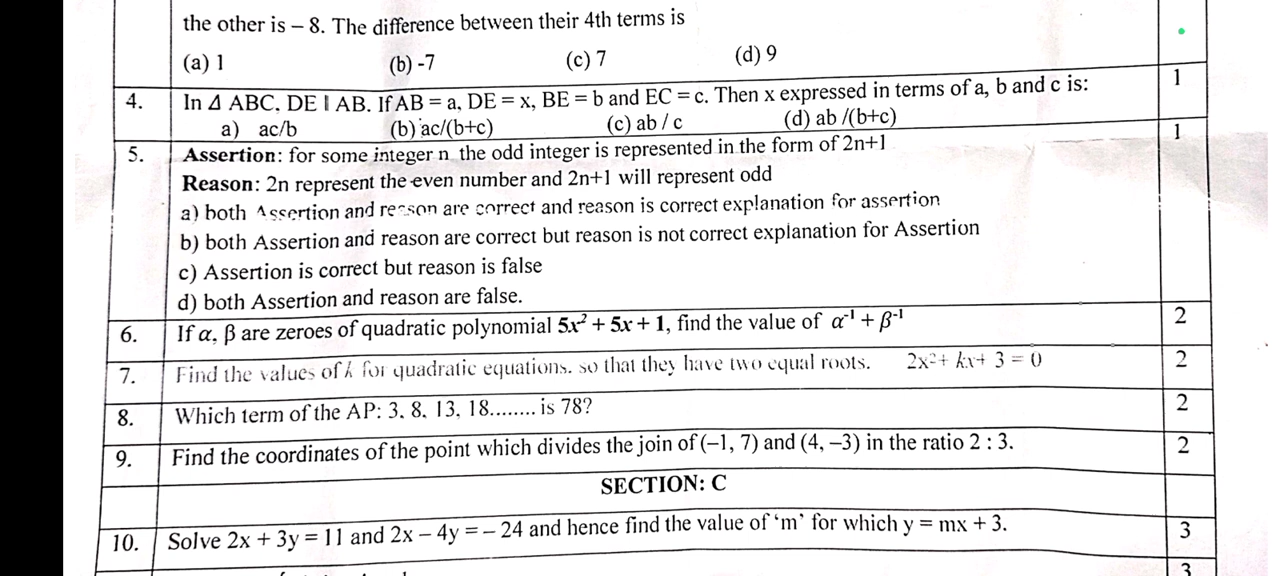 the other is – 8. The difference between their 4th terms is
(a) 1 (b) -7 (c) 7 (d) 9
4. In Δ ABC, DE ∥ AB. If AB = a, DE = x, BE = b and EC = c. Then x expressed in terms of a, b and c is: 1
a) ac/b (b) ac/(b+c) (c) ab / c (d) ab /(b+c)
5. Assertion: for some integer n the odd integer is represented in the form of 2n+1 1
Reason: 2n represent the even number and 2n+1 will represent odd
a) both Assertion and reason are correct and reason is correct explanation for assertion
b) both Assertion and reason are correct but reason is not correct explanation for Assertion
c) Assertion is correct but reason is false
d) both Assertion and reason are false.
6. If α, β are zeroes of quadratic polynomial 5x² + 5x + 1, find the value of α⁻¹ + β⁻¹ 2
7. Find the values of k for quadratic equations. so that they have two equal roots. 2x²+ kx+ 3 = 0 2
8. Which term of the AP: 3, 8, 13, 18........ is 78? 2
9. Find the coordinates of the point which divides the join of (–1, 7) and (4, –3) in the ratio 2 : 3. 2
SECTION: C
10. Solve 2x + 3y = 11 and 2x – 4y = – 24 and hence find the value of ‘m’ for which y = mx + 3. 3
3